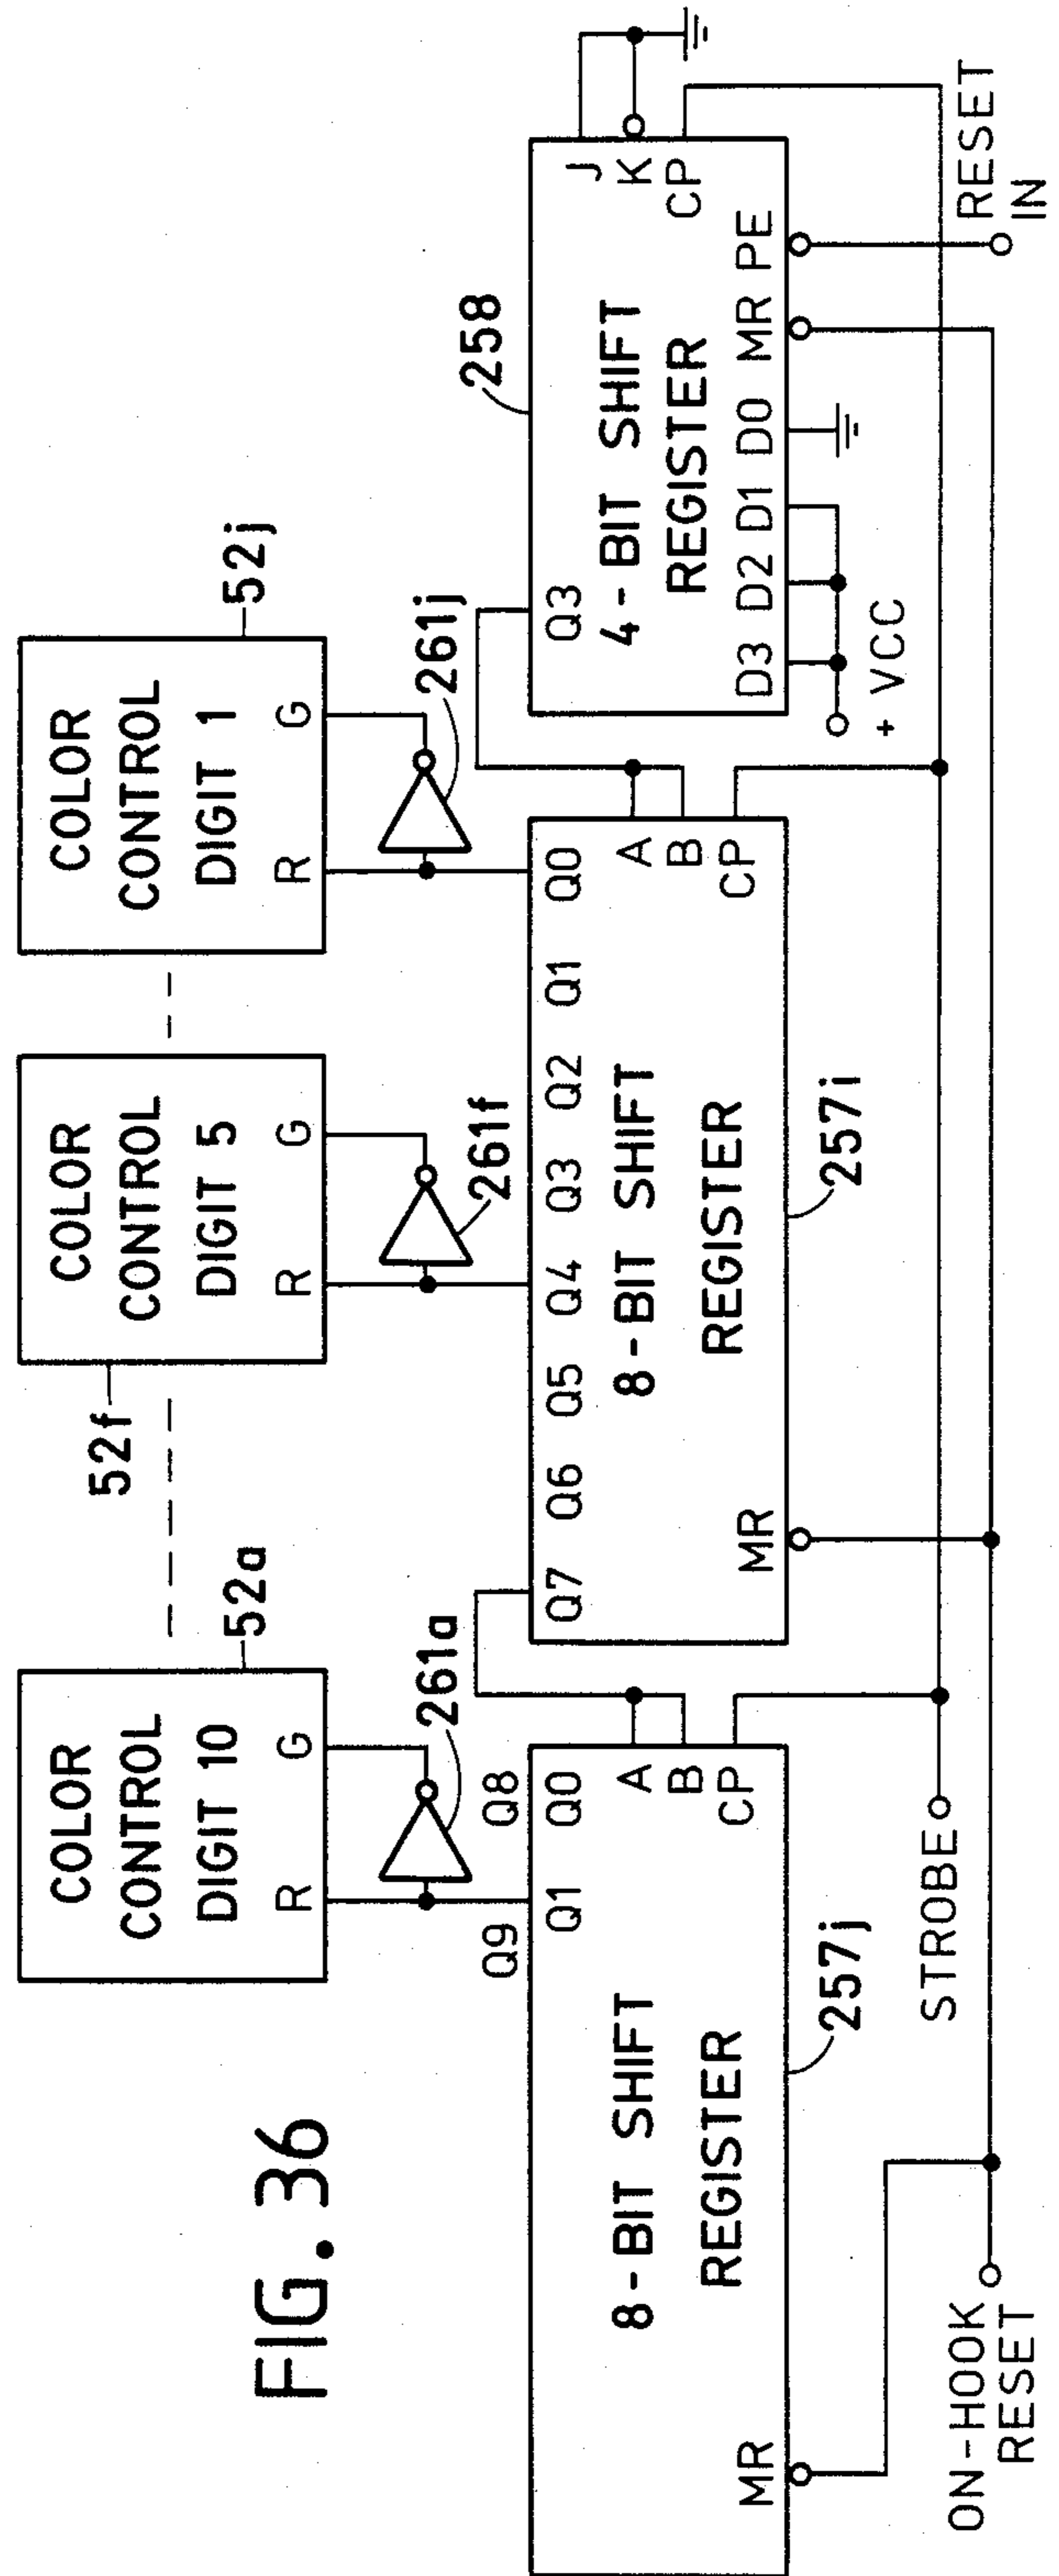 FIG. 36
COLOR
CONTROL
DIGIT 10
R
G
52a
261a
COLOR
CONTROL
DIGIT 5
R
G
52f
261f
COLOR
CONTROL
DIGIT 1
R
G
52j
261j
Q9
Q8
Q1
Q0
A
B
CP
8-BIT SHIFT
REGISTER
MR
257j
Q7
Q6
Q5
Q4
Q3
Q2
Q1
Q0
A
B
CP
8-BIT SHIFT
REGISTER
MR
257i
258
Q3
4-BIT SHIFT
REGISTER
J
K
CP
D3
D2
D1
D0
MR
PE
+ VCC
RESET
IN
STROBE
ON-HOOK
RESET